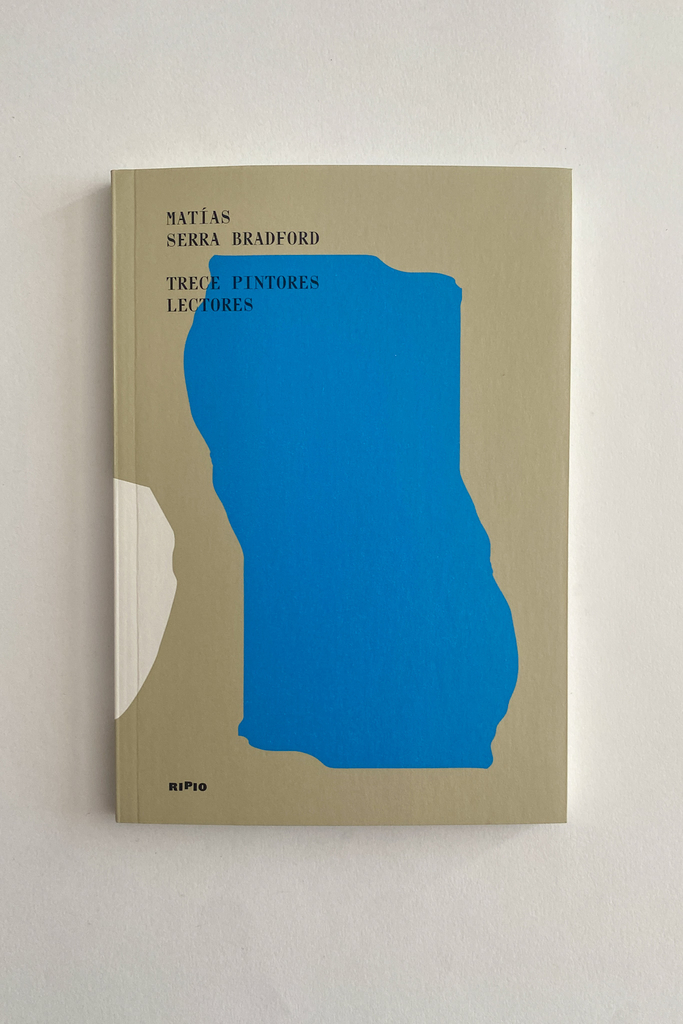 MATÍAS
SERRA BRADFORD
TRECE PINTORES
LECTORES
RIPIO